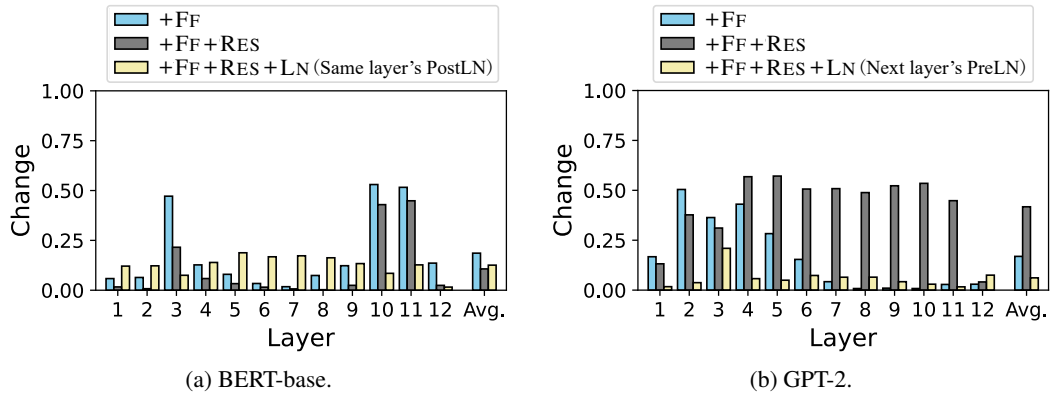 +FF
+FF+RES
+FF+RES+LN (Same layer's PostLN)
1.00
0.75
0.50
0.25
0.00
Change
1 2 3 4 5 6 7 8 9 10 11 12 Avg.
Layer
(a) BERT-base.
+FF
+FF+RES
+FF+RES+LN (Next layer's PreLN)
1.00
0.75
0.50
0.25
0.00
Change
1 2 3 4 5 6 7 8 9 10 11 12 Avg.
Layer
(b) GPT-2.